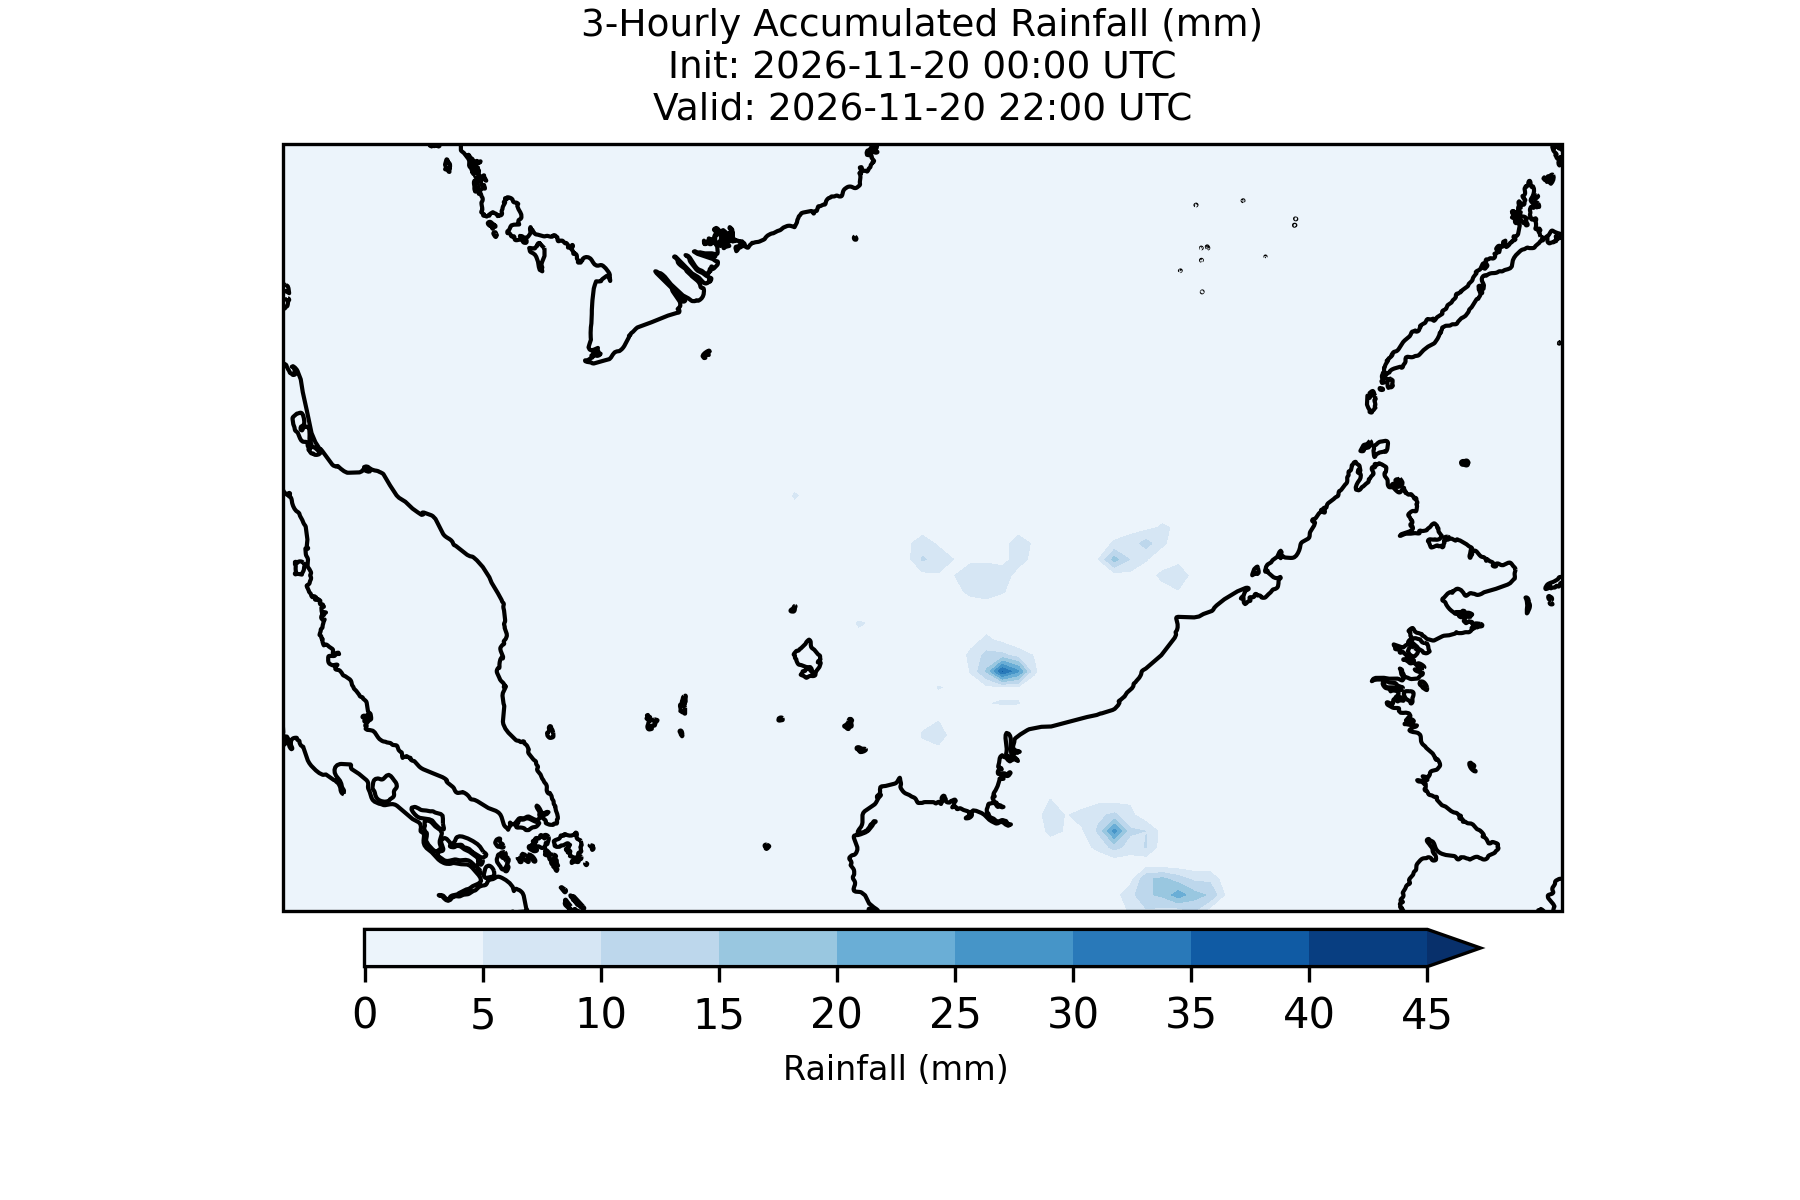 3-Hourly Accumulated Rainfall (mm)
Init: 2026-11-20 00:00 UTC
Valid: 2026-11-20 22:00 UTC
0 5 10 15 20 25 30 35 40 45
Rainfall (mm)